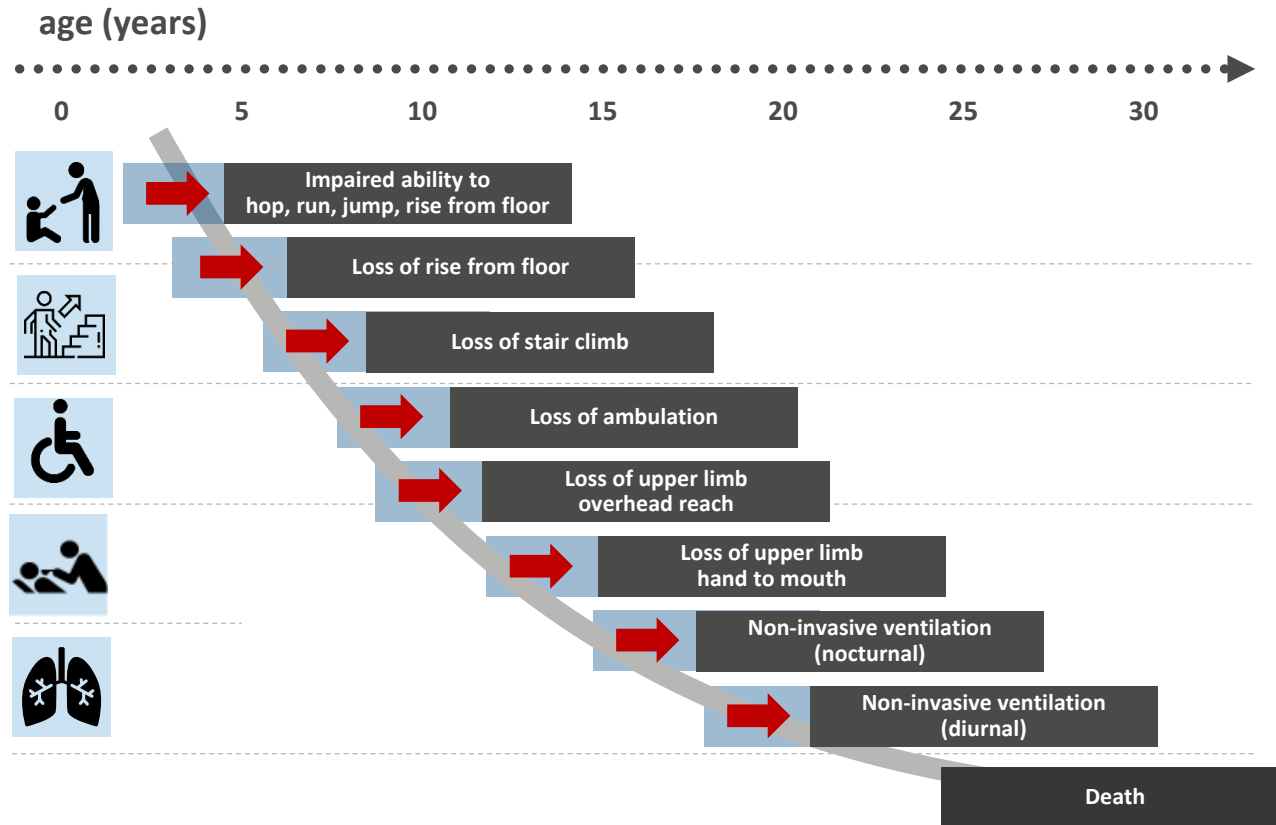 age (years)
0 5 10 15 20 25 30
Impaired ability to
hop, run, jump, rise from floor
Loss of rise from floor
Loss of stair climb
Loss of ambulation
Loss of upper limb
overhead reach
Loss of upper limb
hand to mouth
Non-invasive ventilation
(nocturnal)
Non-invasive ventilation
(diurnal)
Death